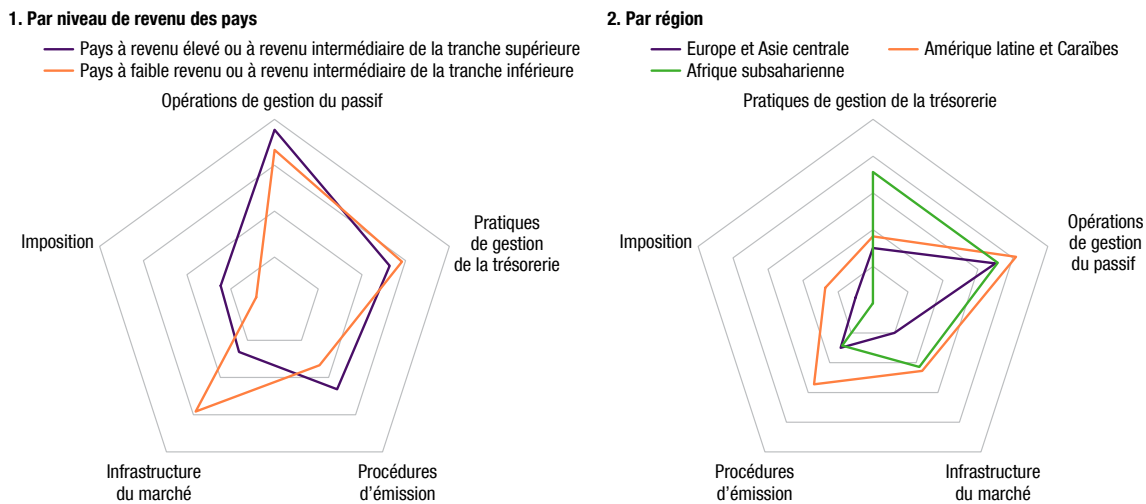 1. Par niveau de revenu des pays
Pays à revenu élevé ou à revenu intermédiaire de la tranche supérieure
Pays à faible revenu ou à revenu intermédiaire de la tranche inférieure
Opérations de gestion du passif
Pratiques
de gestion
de la trésorerie
Procédures
d'émission
Infrastructure
du marché
Imposition
2. Par région
Europe et Asie centrale
Amérique latine et Caraïbes
Afrique subsaharienne
Pratiques de gestion de la trésorerie
Opérations
de gestion
du passif
Infrastructure
du marché
Procédures
d'émission
Imposition